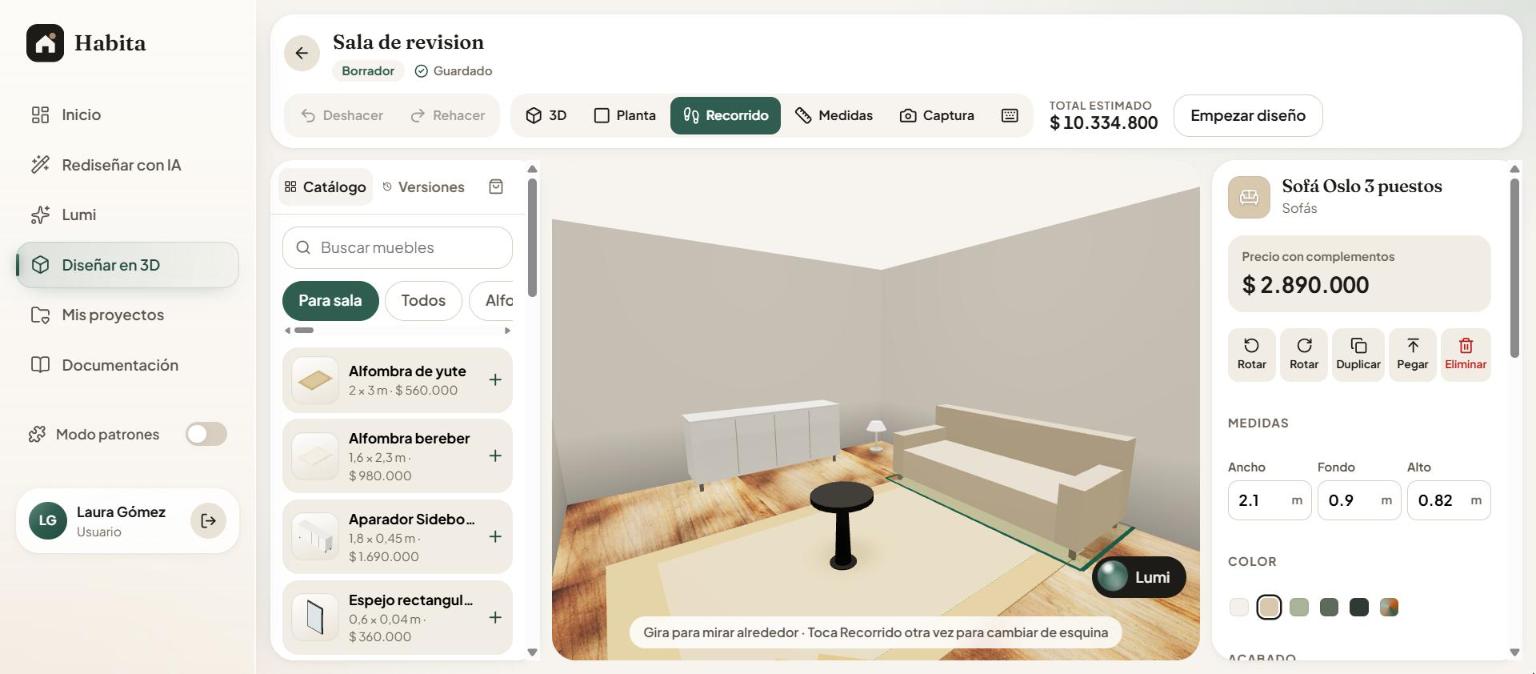 Habita
Inicio
Rediseñar con IA
Lumi
Diseñar en 3D
Mis proyectos
Documentación
Modo patrones
LG
Laura Gómez
Usuario
Sala de revision
Borrador
Guardado
Deshacer
Rehacer
3D
Planta
Recorrido
Medidas
Captura
TOTAL ESTIMADO
$ 10.334.800
Empezar diseño
Catálogo
Versiones
Buscar muebles
Para sala
Todos
Alfo
Alfombra de yute
2 × 3 m · $ 560.000
Alfombra bereber
1,6 × 2,3 m ·
$ 980.000
Aparador Sidebo...
1,8 × 0,45 m ·
$ 1.690.000
Espejo rectangul...
0,6 × 0,04 m ·
$ 360.000
Lumi
Gira para mirar alrededor · Toca Recorrido otra vez para cambiar de esquina
Sofá Oslo 3 puestos
Sofás
Precio con complementos
$ 2.890.000
Rotar
Rotar
Duplicar
Pegar
Eliminar
MEDIDAS
Ancho
Fondo
Alto
2.1 m
0.9 m
0.82 m
COLOR
ACABADO